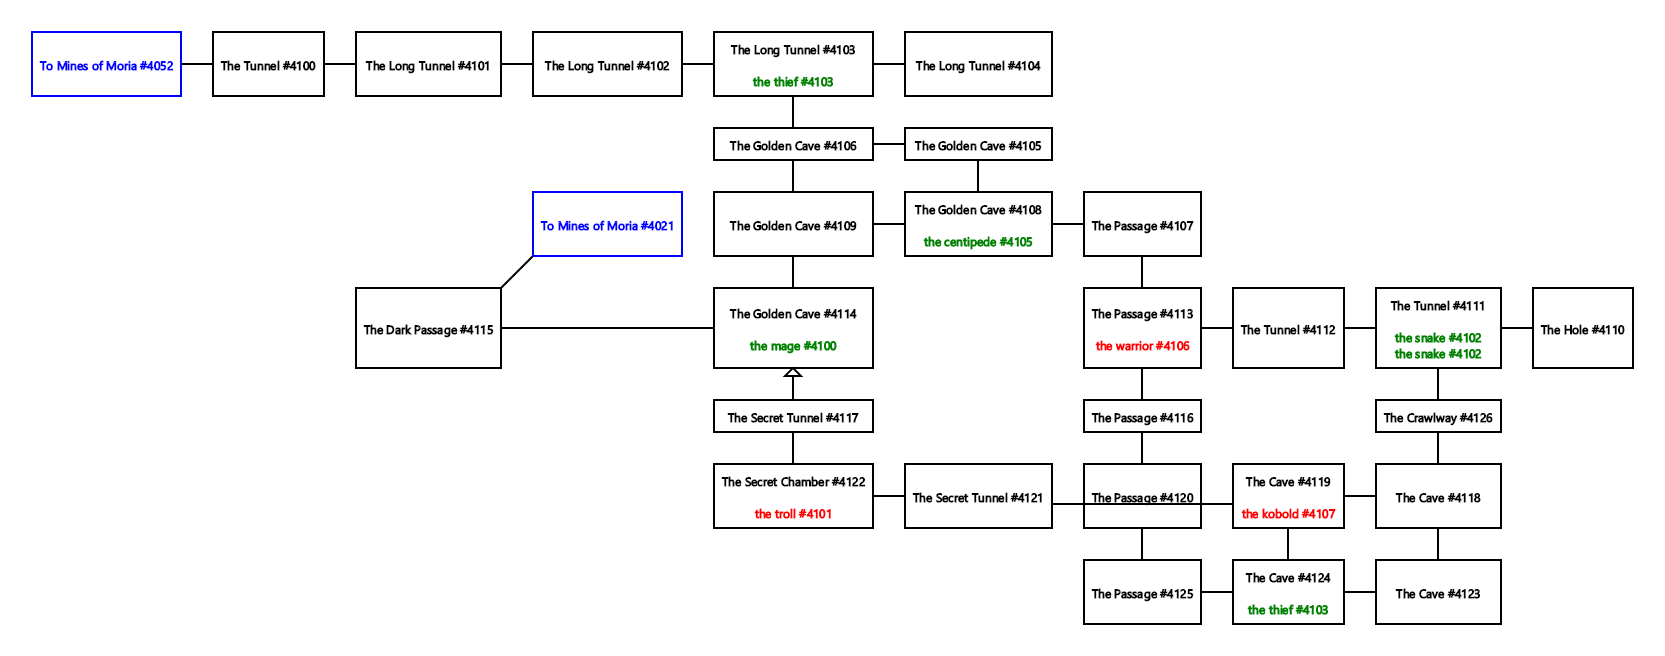 To Mines of Moria #4052
The Tunnel #4100
The Long Tunnel #4101
The Long Tunnel #4102
The Long Tunnel #4103
the thief #4103
The Long Tunnel #4104
The Golden Cave #4106
The Golden Cave #4105
To Mines of Moria #4021
The Golden Cave #4109
The Golden Cave #4108
the centipede #4105
The Passage #4107
The Dark Passage #4115
The Golden Cave #4114
the mage #4100
The Passage #4113
the warrior #4106
The Tunnel #4112
The Tunnel #4111
the snake #4102
the snake #4102
The Hole #4110
The Secret Tunnel #4117
The Passage #4116
The Crawlway #4126
The Secret Chamber #4122
the troll #4101
The Secret Tunnel #4121
The Passage #4120
The Cave #4119
the kobold #4107
The Cave #4118
The Passage #4125
The Cave #4124
the thief #4103
The Cave #4123